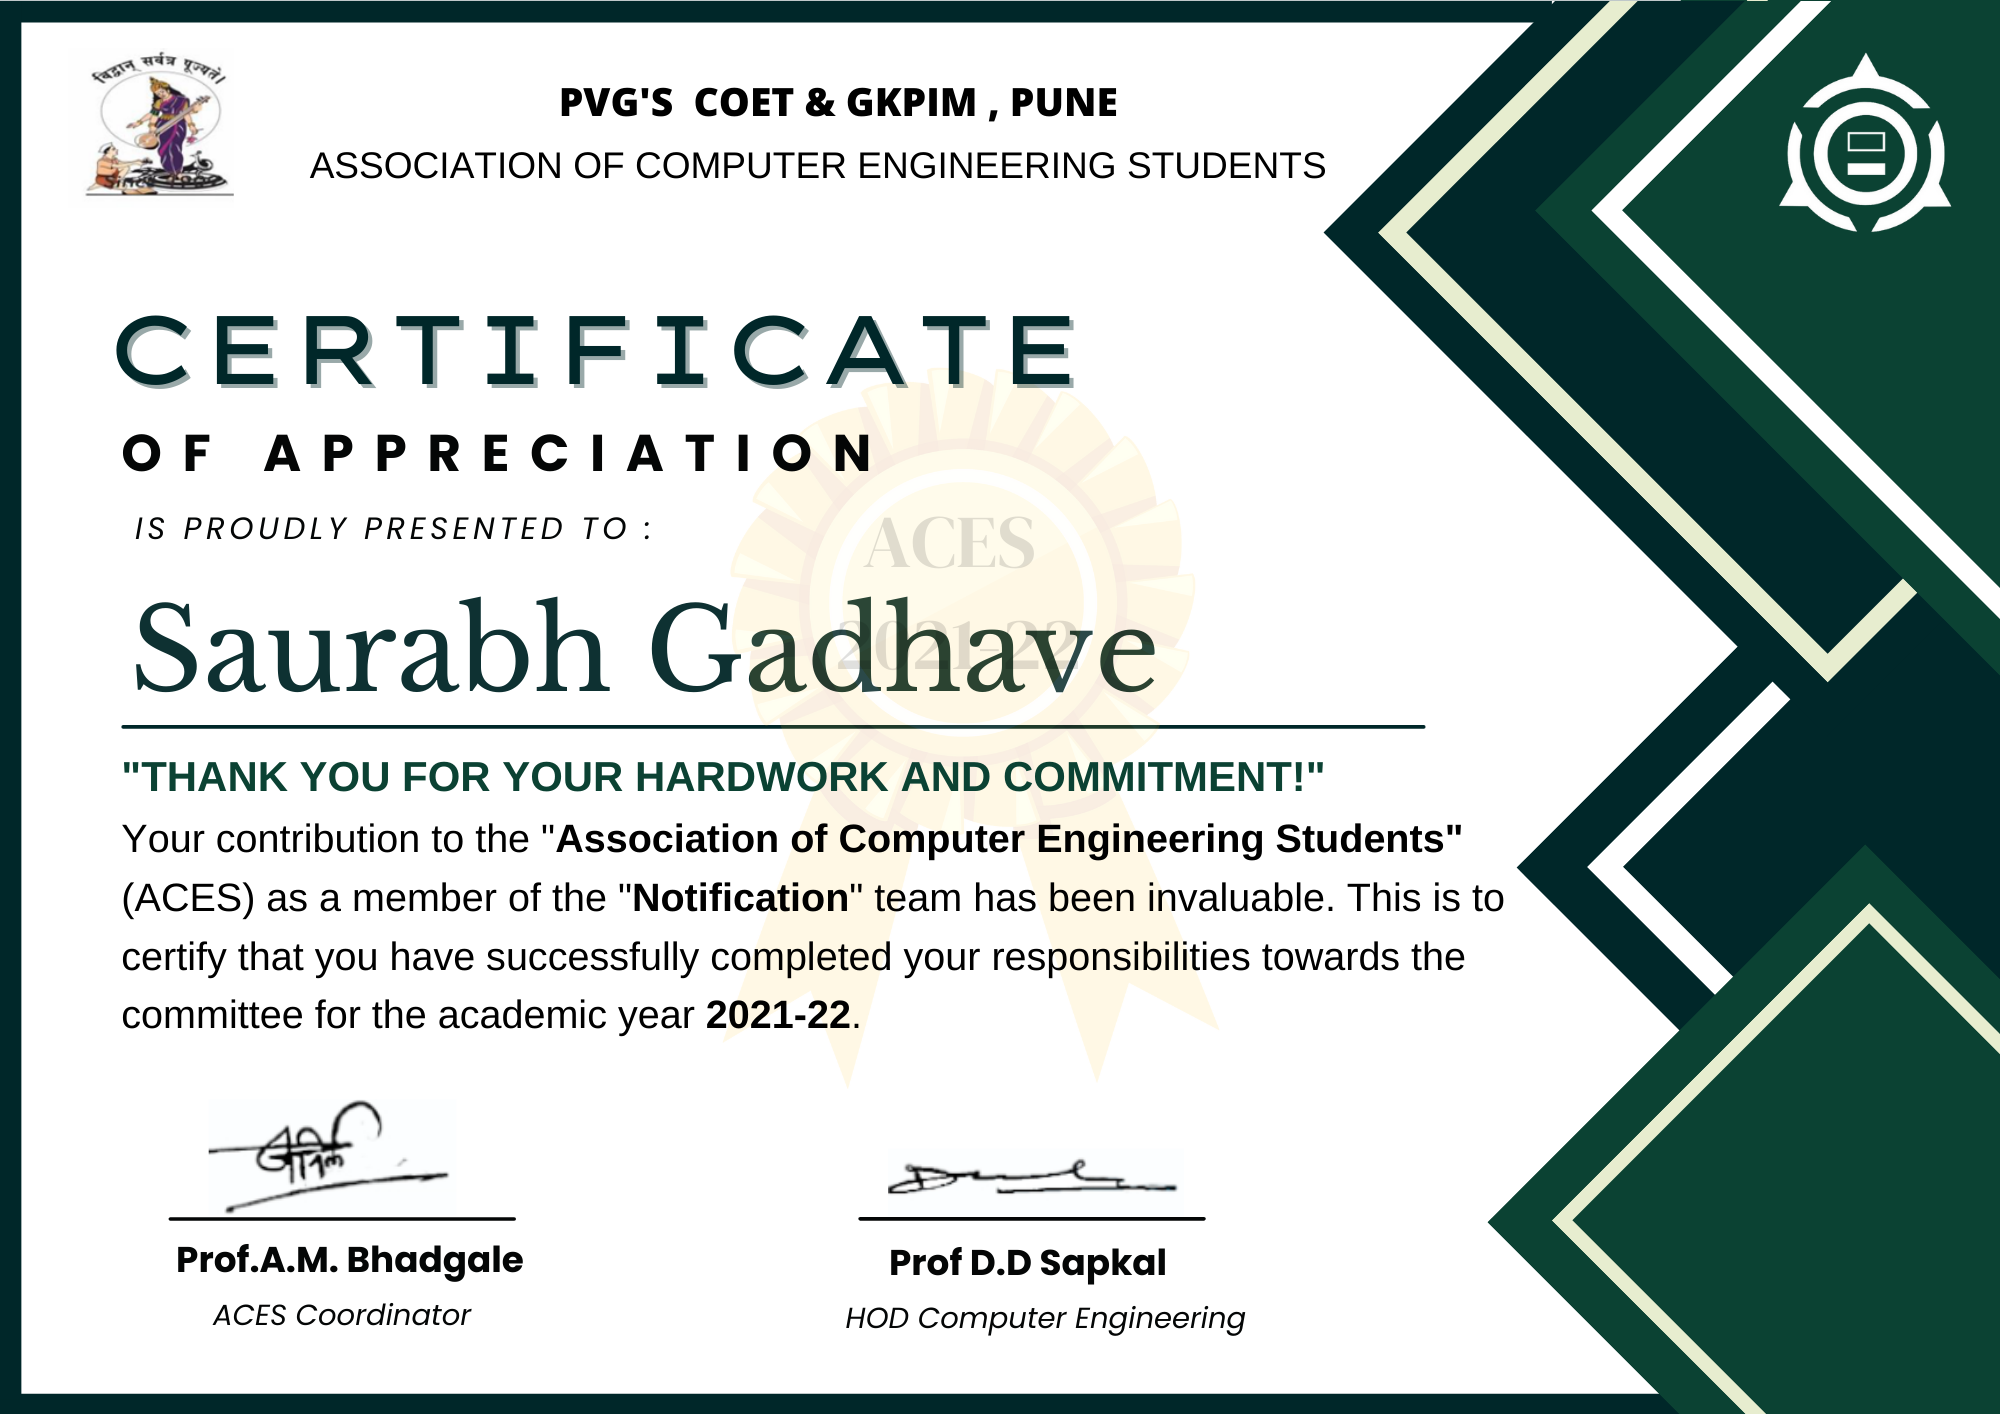 विद्वान् सर्वत्र पूज्यते।
PVG'S COET & GKPIM , PUNE
ASSOCIATION OF COMPUTER ENGINEERING STUDENTS
CERTIFICATE
OF APPRECIATION
IS PROUDLY PRESENTED TO :
ACES
2021-22
Saurabh Gadhave
"THANK YOU FOR YOUR HARDWORK AND COMMITMENT!"
Your contribution to the "Association of Computer Engineering Students"
(ACES) as a member of the "Notification" team has been invaluable. This is to
certify that you have successfully completed your responsibilities towards the
committee for the academic year 2021-22.
Prof.A.M. Bhadgale
ACES Coordinator
Prof D.D Sapkal
HOD Computer Engineering